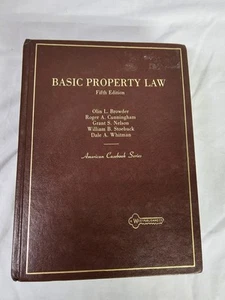 BASIC PROPERTY LAW
Fifth Edition
Olin L. Browder
Roger A. Cunningham
Grant S. Nelson
William B. Stoebuck
Dale A. Whitman
American Casebook Series